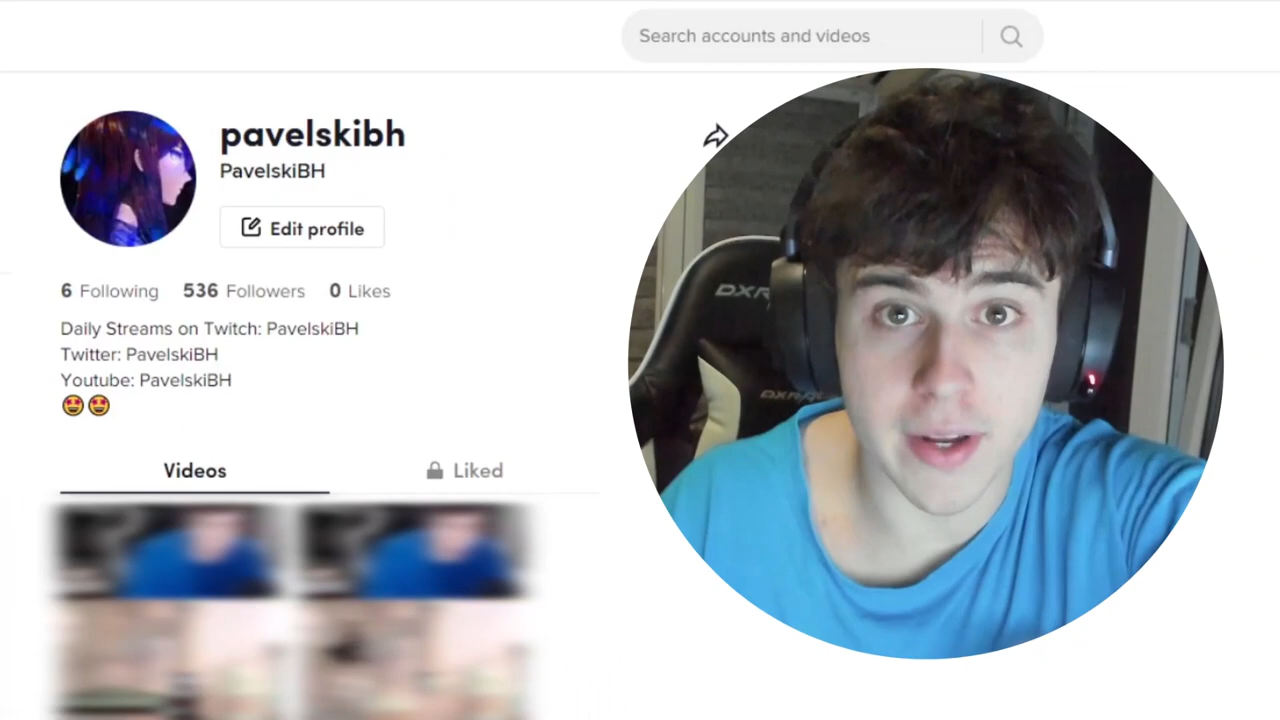 Search accounts and videos
pavelskibh
PavelskiBH
Edit profile
6 Following 536 Followers 0 Likes
Daily Streams on Twitch: PavelskiBH
Twitter: PavelskiBH
Youtube: PavelskiBH
Videos Liked